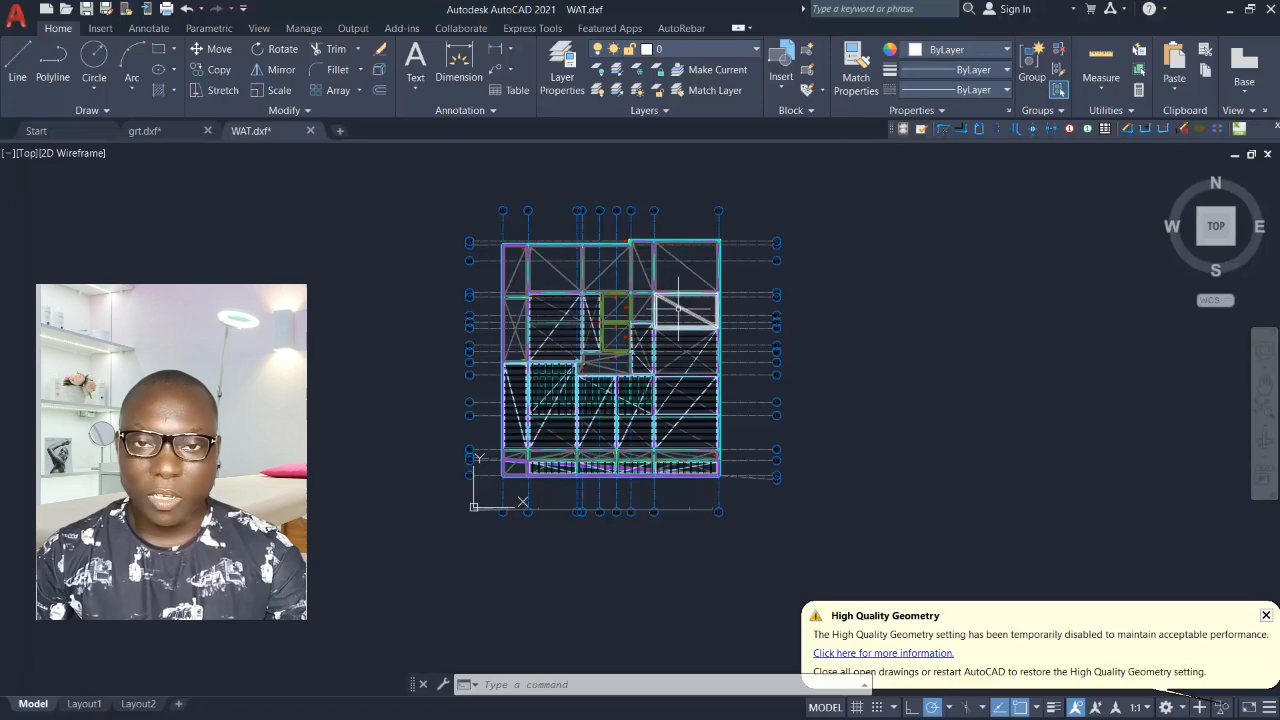 Autodesk AutoCAD 2021 WAT.dxf
Type a keyword or phrase
Sign In
Home Insert Annotate Parametric View Manage Output Add-ins Collaborate Express Tools Featured Apps AutoRebar
Line Polyline Circle Arc
Move Rotate Trim
Copy Mirror Fillet
Stretch Scale Array
Text Dimension Table
Layer Properties
0
Make Current
Match Layer
Insert
Match Properties
ByLayer
ByLayer
ByLayer
Group
Measure
Paste
Base
Draw Modify Annotation Layers Block Properties Groups Utilities Clipboard View
Start grt.dxf* WAT.dxf*
[−][Top][2D Wireframe]
N
W TOP E
S
WCS
Y
X
High Quality Geometry
The High Quality Geometry setting has been temporarily disabled to maintain acceptable performance.
Click here for more information.
Close all open drawings or restart AutoCAD to restore the High Quality Geometry setting.
Type a command
Model Layout1 Layout2
MODEL
1:1